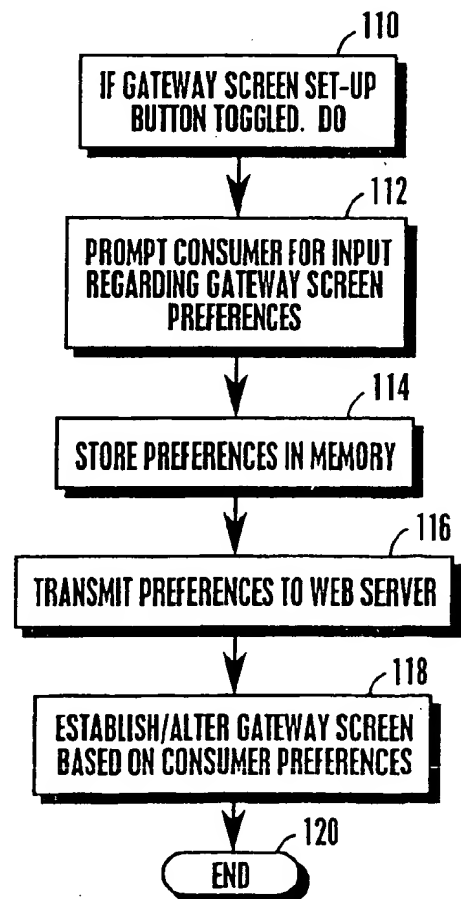 110
IF GATEWAY SCREEN SET-UP
BUTTON TOGGLED. DO
112
PROMPT CONSUMER FOR INPUT
REGARDING GATEWAY SCREEN
PREFERENCES
114
STORE PREFERENCES IN MEMORY
116
TRANSMIT PREFERENCES TO WEB SERVER
118
ESTABLISH/ALTER GATEWAY SCREEN
BASED ON CONSUMER PREFERENCES
120
END